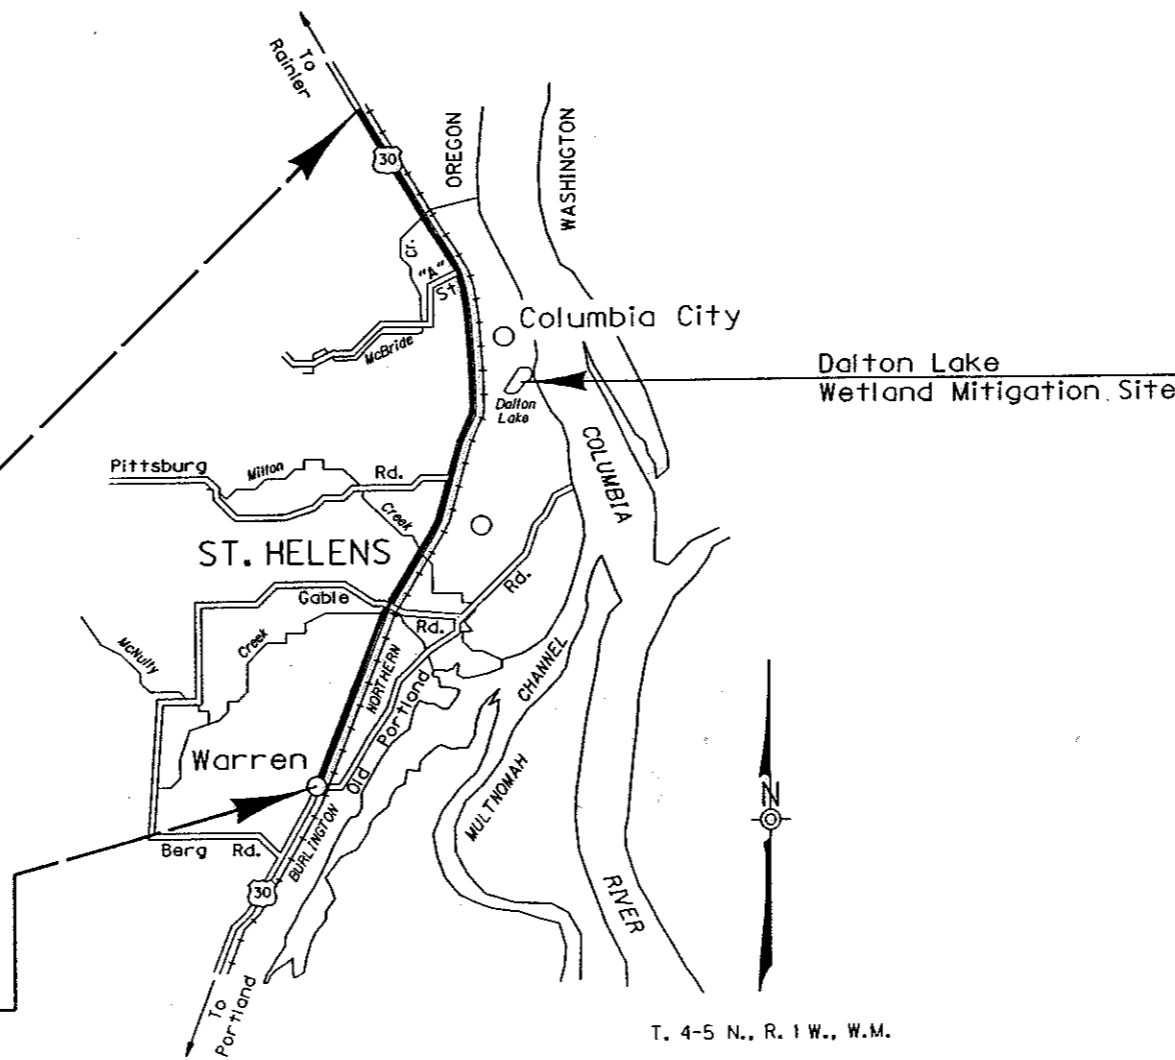 To
Rainier
30
OREGON
WASHINGTON
Cr.
"A"
St
McBride
Columbia City
Dalton Lake
Wetland Mitigation Site
Dalton
Lake
COLUMBIA
Pittsburg
Milton
Rd.
Creek
ST. HELENS
Gable
Rd.
Rd.
McNulty
Creek
NORTHERN
Portland
CHANNEL
Warren
Old
MULTNOMAH
N
BURLINGTON
Berg Rd.
30
RIVER
To
Portland
T. 4-5 N., R. 1 W., W.M.